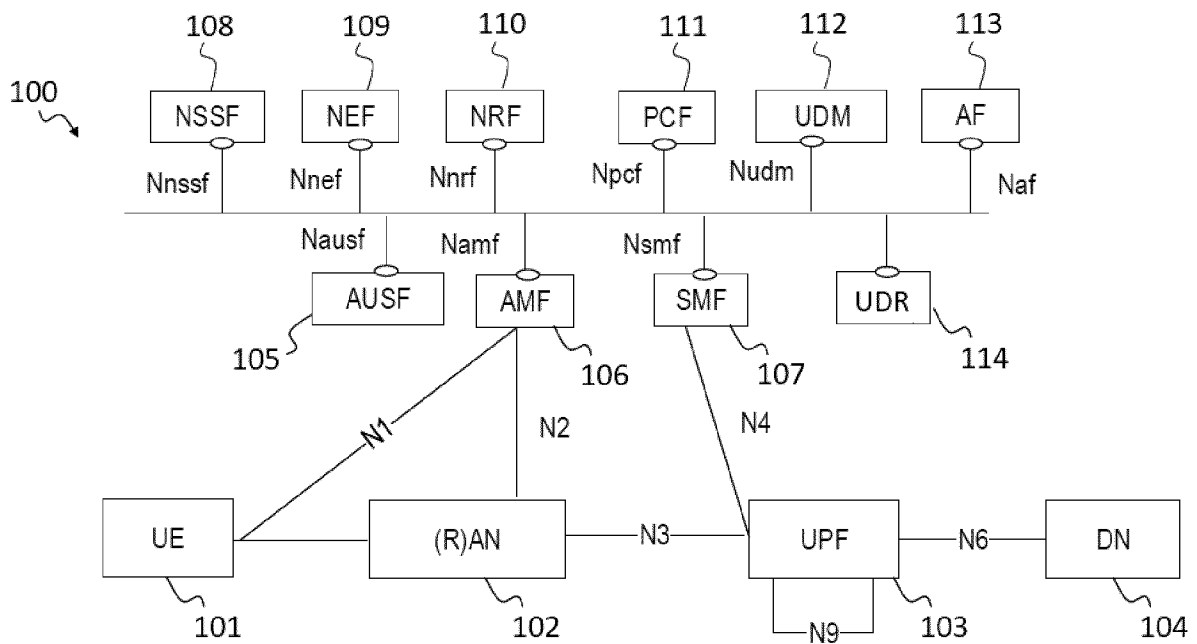 108 109 110 111 112 113
100
NSSF NEF NRF PCF UDM AF
Nnssf Nnef Nnrf Npcf Nudm Naf
Nausf Namf Nsmf
AUSF AMF SMF UDR
105 106 107 114
N1 N2 N4
UE (R)AN N3 UPF N6 DN
101 102 N9 103 104